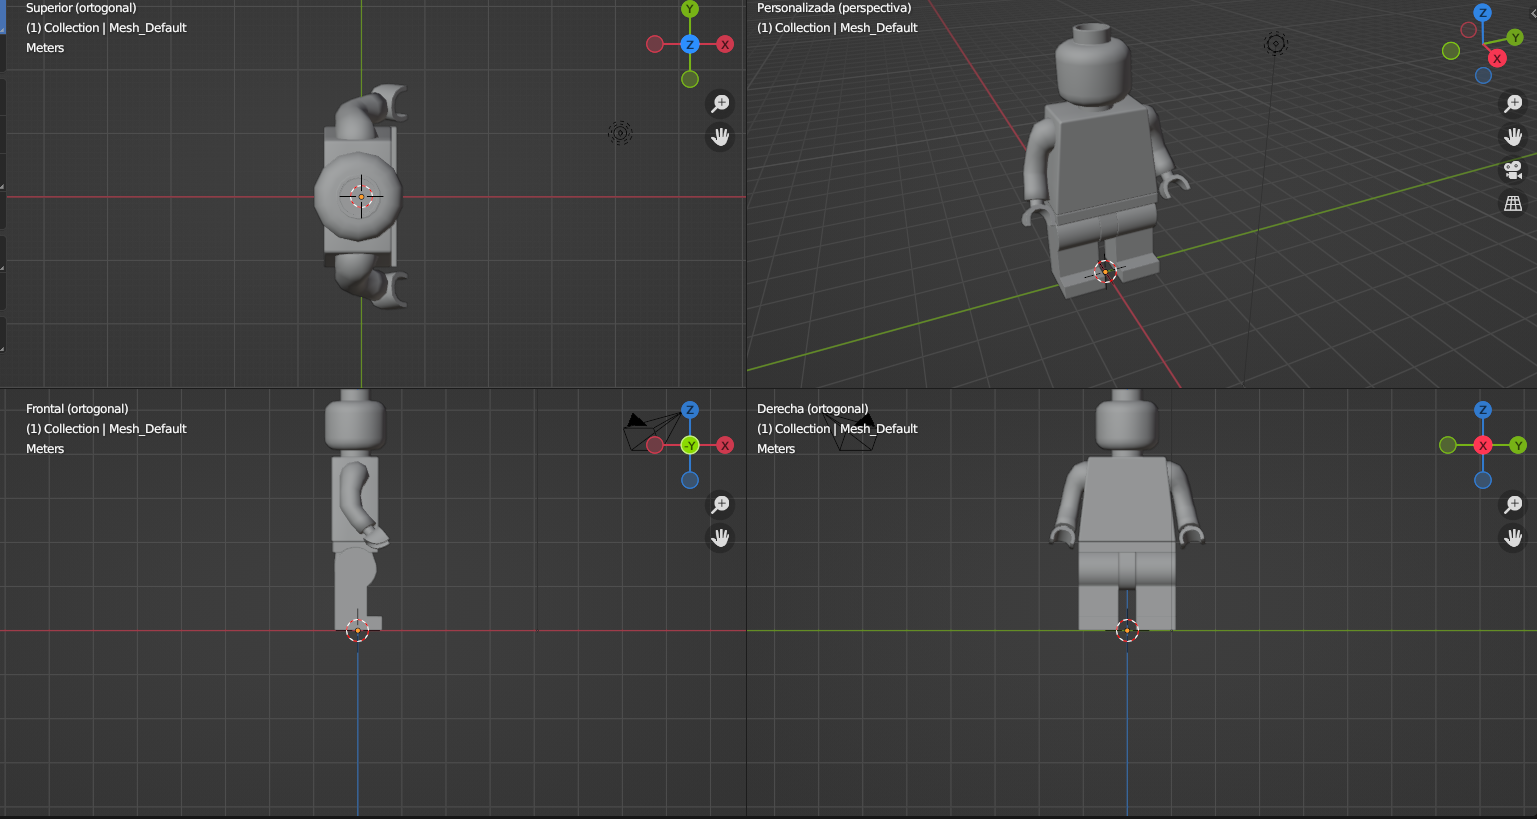 Superior (ortogonal)
(1) Collection | Mesh_Default
Meters
Y
Z
X
Personalizada (perspectiva)
(1) Collection | Mesh_Default
Z
Y
X
Frontal (ortogonal)
(1) Collection | Mesh_Default
Meters
Z
-Y
X
Derecha (ortogonal)
(1) Collection | Mesh_Default
Meters
Z
X
Y